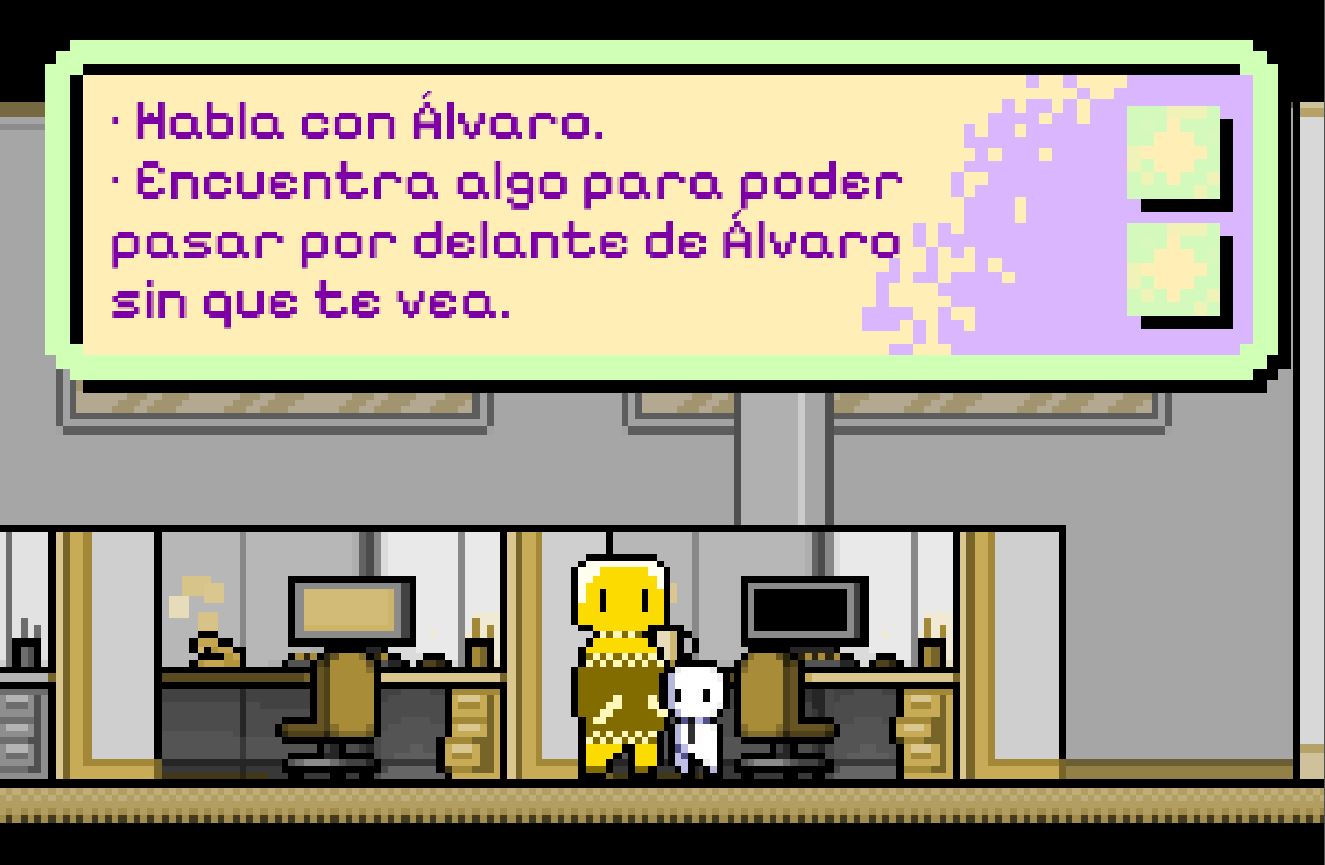 · Habla con Álvaro.
· Encuentra algo para poder
pasar por delante de Álvaro
sin que te vea.